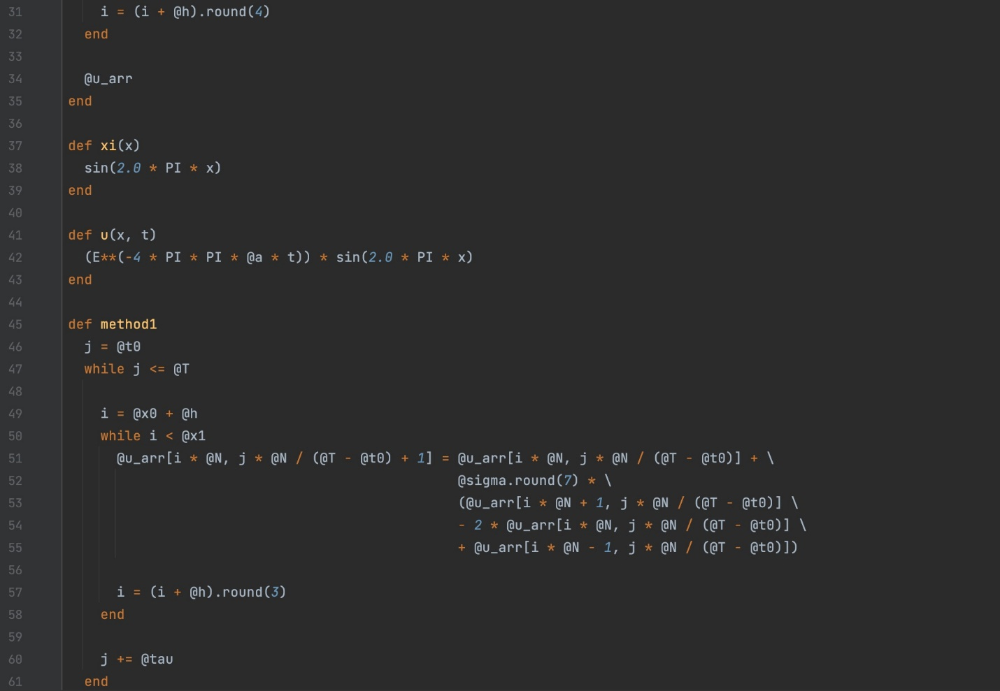 31 i = (i + @h).round(4)
32 end
33
34 @u_arr
35 end
36
37 def xi(x)
38 sin(2.0 * PI * x)
39 end
40
41 def u(x, t)
42 (E**(-4 * PI * PI * @a * t)) * sin(2.0 * PI * x)
43 end
44
45 def method1
46 j = @t0
47 while j <= @T
48
49 i = @x0 + @h
50 while i < @x1
51 @u_arr[i * @N, j * @N / (@T - @t0) + 1] = @u_arr[i * @N, j * @N / (@T - @t0)] + \
52 @sigma.round(7) * \
53 (@u_arr[i * @N + 1, j * @N / (@T - @t0)] \
54 - 2 * @u_arr[i * @N, j * @N / (@T - @t0)] \
55 + @u_arr[i * @N - 1, j * @N / (@T - @t0)])
56
57 i = (i + @h).round(3)
58 end
59
60 j += @tau
61 end